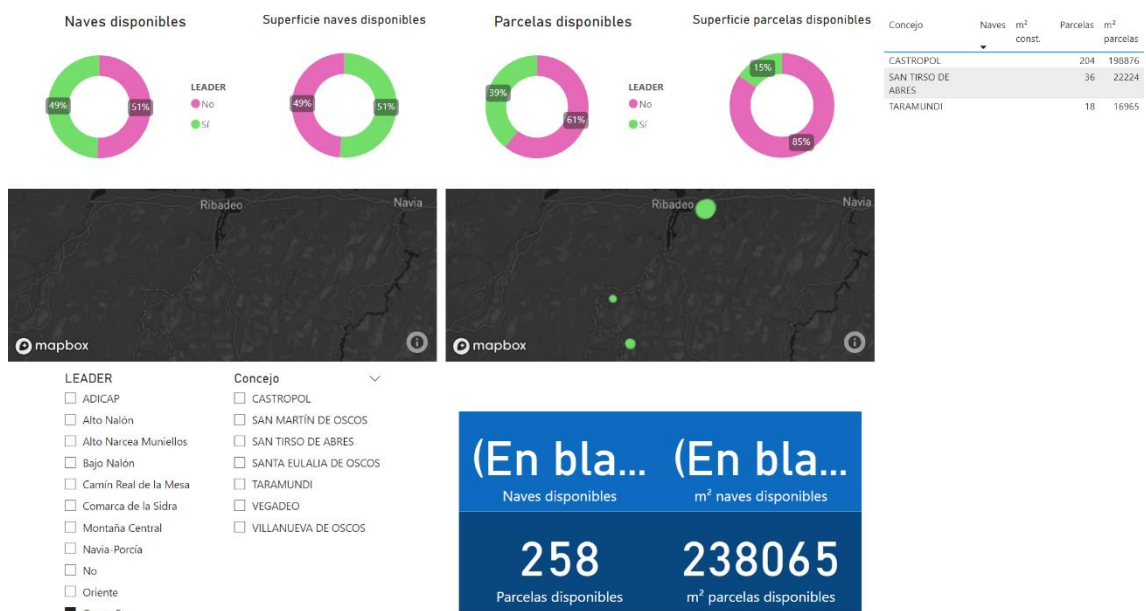 Naves disponibles
49%
51%
LEADER
No
Sí
Superficie naves disponibles
49%
51%
Parcelas disponibles
39%
61%
LEADER
No
Sí
Superficie parcelas disponibles
15%
85%
Concejo Naves m² const. Parcelas m² parcelas
CASTROPOL 204 198876
SAN TIRSO DE ABRES 36 22224
TARAMUNDI 18 16965
Ribadeo
Navia
mapbox
Ribadeo
Navia
mapbox
LEADER
ADICAP
Alto Nalón
Alto Narcea Muniellos
Bajo Nalón
Camín Real de la Mesa
Comarca de la Sidra
Montaña Central
Navia-Porcía
No
Oriente
Concejo
CASTROPOL
SAN MARTÍN DE OSCOS
SAN TIRSO DE ABRES
SANTA EULALIA DE OSCOS
TARAMUNDI
VEGADEO
VILLANUEVA DE OSCOS
(En bla...
Naves disponibles
(En bla...
m² naves disponibles
258
Parcelas disponibles
238065
m² parcelas disponibles